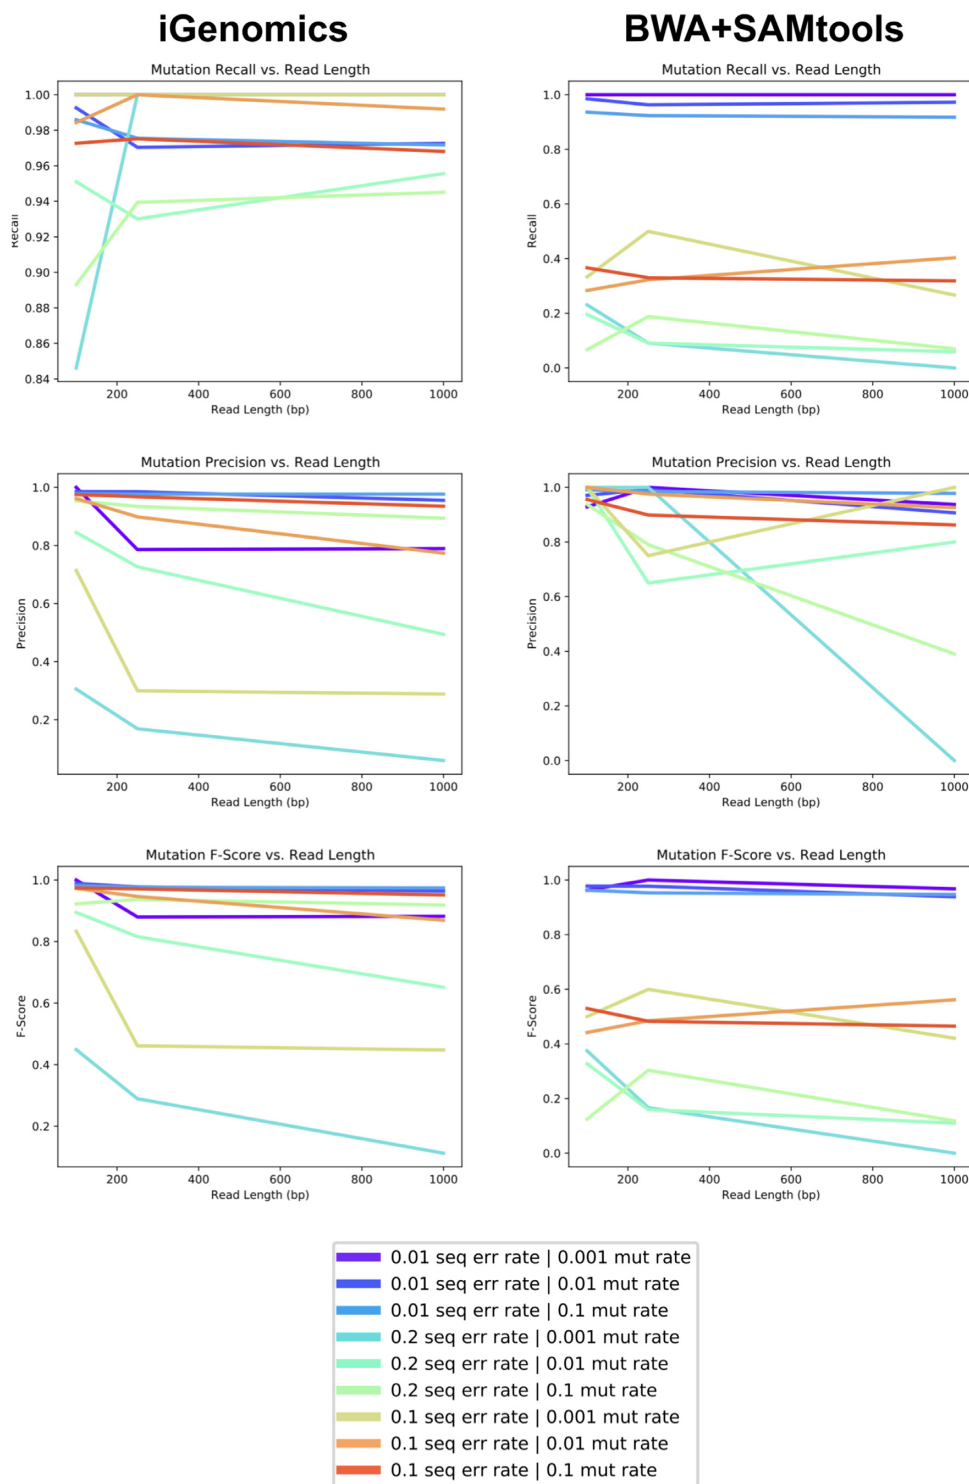 iGenomics
BWA+SAMtools
Mutation Recall vs. Read Length
Mutation Recall vs. Read Length
1.00
0.98
0.96
0.94
0.92
0.90
0.88
0.86
0.84
Recall
200
400
600
800
1000
Read Length (bp)
1.0
0.8
0.6
0.4
0.2
0.0
Recall
200
400
600
800
1000
Read Length (bp)
Mutation Precision vs. Read Length
Mutation Precision vs. Read Length
1.0
0.8
0.6
0.4
0.2
Precision
200
400
600
800
1000
Read Length (bp)
1.0
0.8
0.6
0.4
0.2
0.0
Precision
200
400
600
800
1000
Read Length (bp)
Mutation F-Score vs. Read Length
Mutation F-Score vs. Read Length
1.0
0.8
0.6
0.4
0.2
F-Score
200
400
600
800
1000
Read Length (bp)
1.0
0.8
0.6
0.4
0.2
0.0
F-Score
200
400
600
800
1000
Read Length (bp)
0.01 seq err rate | 0.001 mut rate
0.01 seq err rate | 0.01 mut rate
0.01 seq err rate | 0.1 mut rate
0.2 seq err rate | 0.001 mut rate
0.2 seq err rate | 0.01 mut rate
0.2 seq err rate | 0.1 mut rate
0.1 seq err rate | 0.001 mut rate
0.1 seq err rate | 0.01 mut rate
0.1 seq err rate | 0.1 mut rate